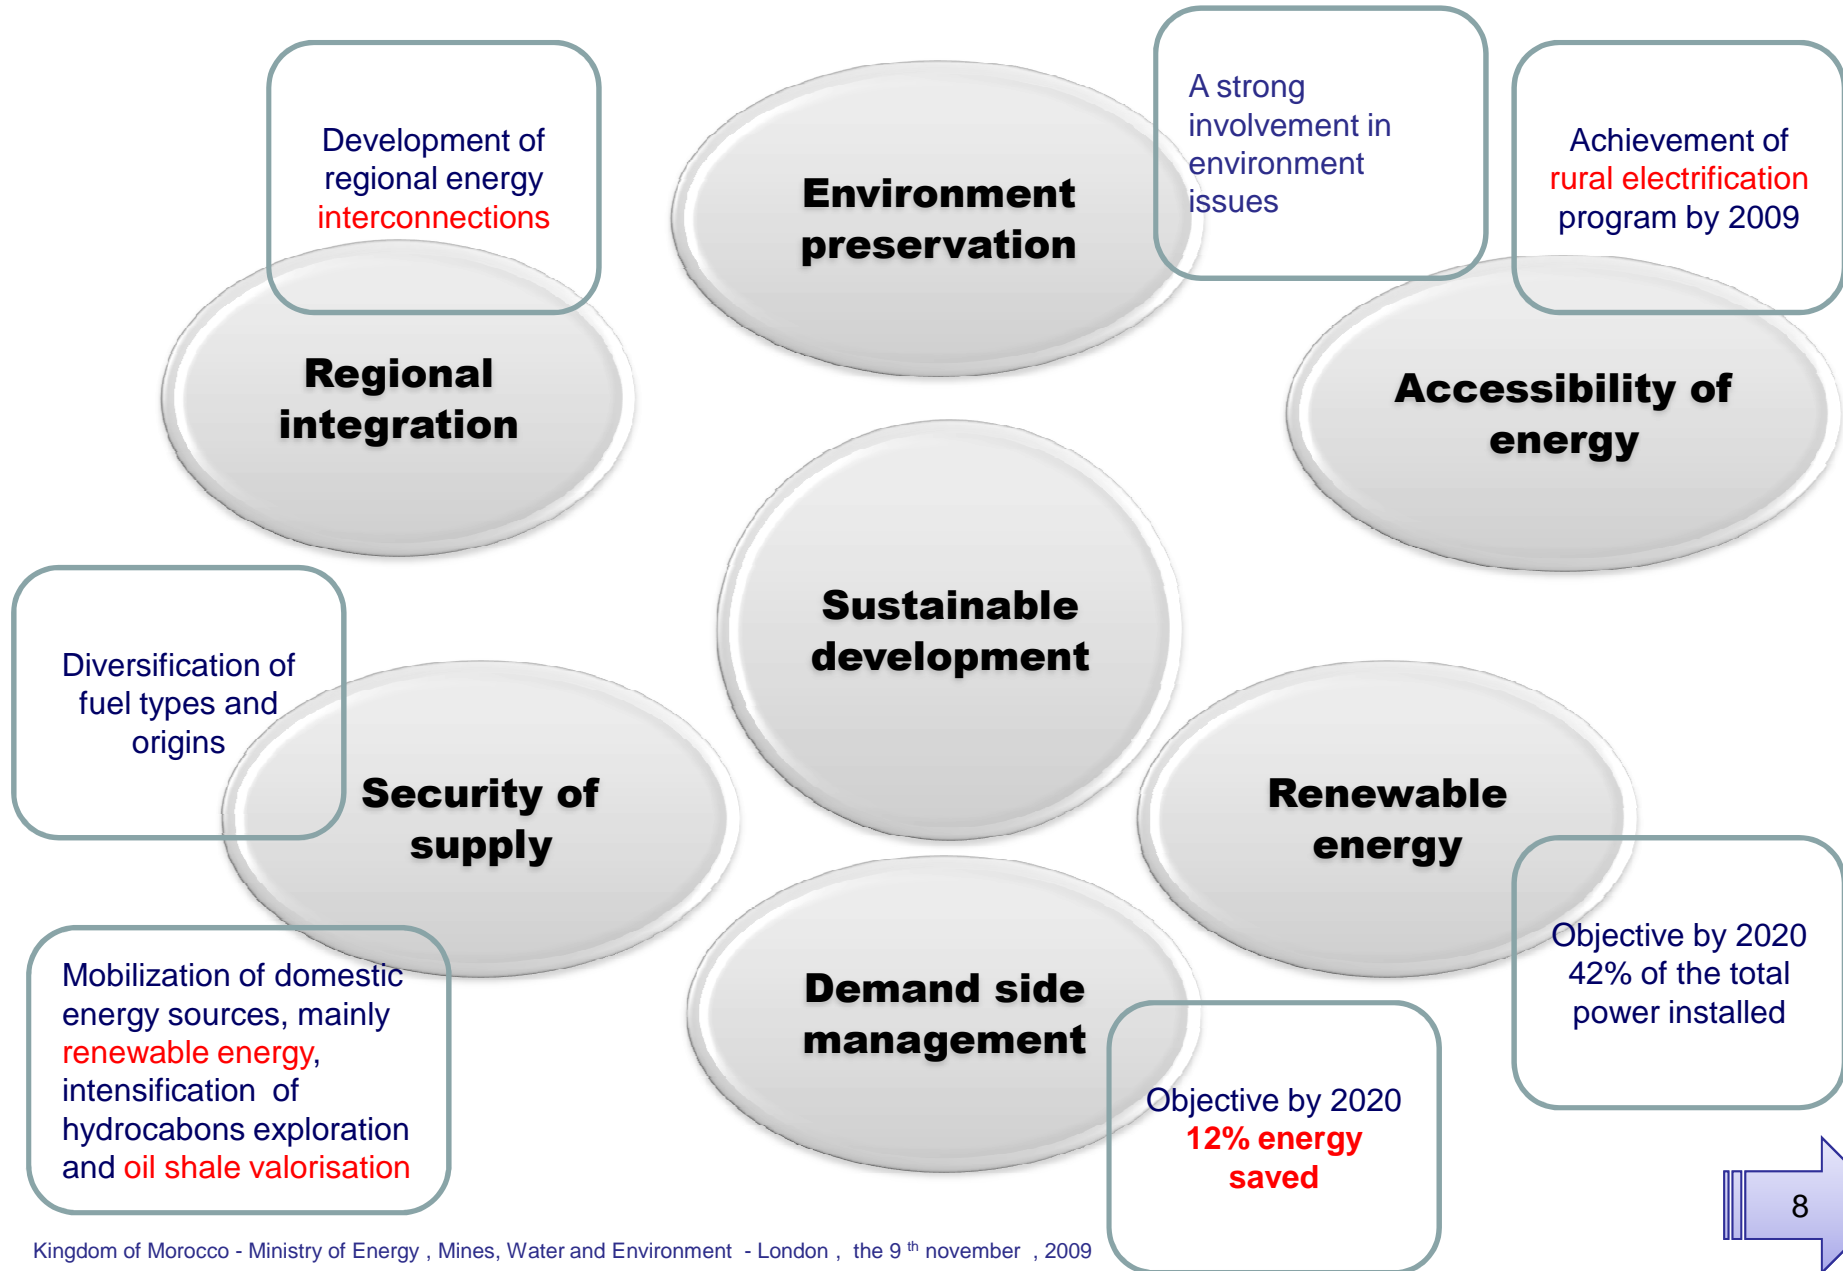 Development of
regional energy
interconnections
Regional
integration
Environment
preservation
A strong
involvement in
environment
issues
Achievement of
rural electrification
program by 2009
Accessibility of
energy
Sustainable
development
Diversification of
fuel types and
origins
Security of
supply
Mobilization of domestic
energy sources, mainly
renewable energy,
intensification of
hydrocabons exploration
and oil shale valorisation
Demand side
management
Objective by 2020
12% energy
saved
Renewable
energy
Objective by 2020
42% of the total
power installed
Kingdom of Morocco - Ministry of Energy , Mines, Water and Environment - London , the 9 th november , 2009
8